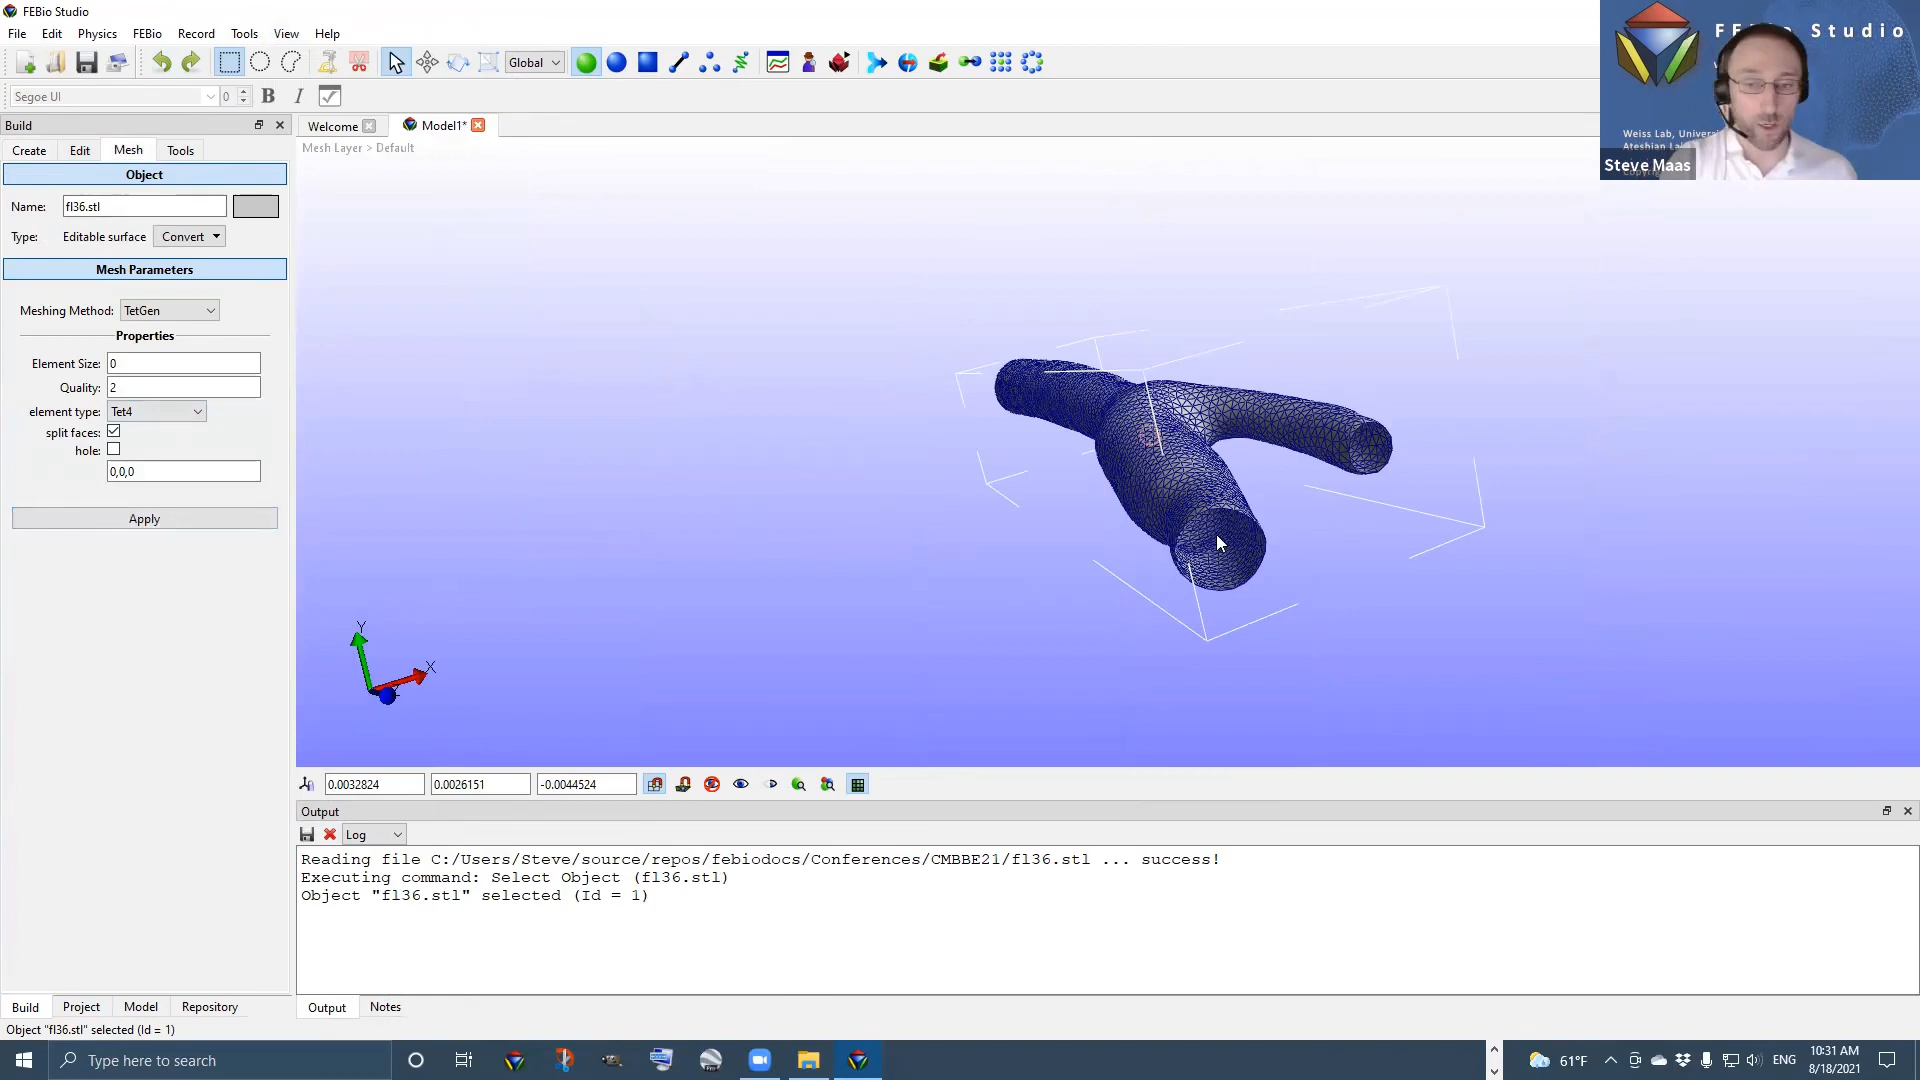 FEBio Studio
File Edit Physics FEBio Record Tools View Help
Global
Segoe UI 0 B I
Build
Create Edit Mesh Tools
Object
Name: fl36.stl
Type: Editable surface Convert
Mesh Parameters
Meshing Method: TetGen
Properties
Element Size: 0
Quality: 2
element type: Tet4
split faces:
hole:
0,0,0
Apply
Welcome Model1*
Mesh Layer > Default
Y
X
0.0032824 0.0026151 -0.0044524
Output
Log
Reading file C:/Users/Steve/source/repos/febiodocs/Conferences/CMBBE21/fl36.stl ... success!
Executing command: Select Object (fl36.stl)
Object "fl36.stl" selected (Id = 1)
Build Project Model Repository
Output Notes
Object "fl36.stl" selected (Id = 1)
FEBio Studio
Weiss Lab,
Ateshian
Steve Maas
Type here to search
61°F
ENG
10:31 AM
8/18/2021